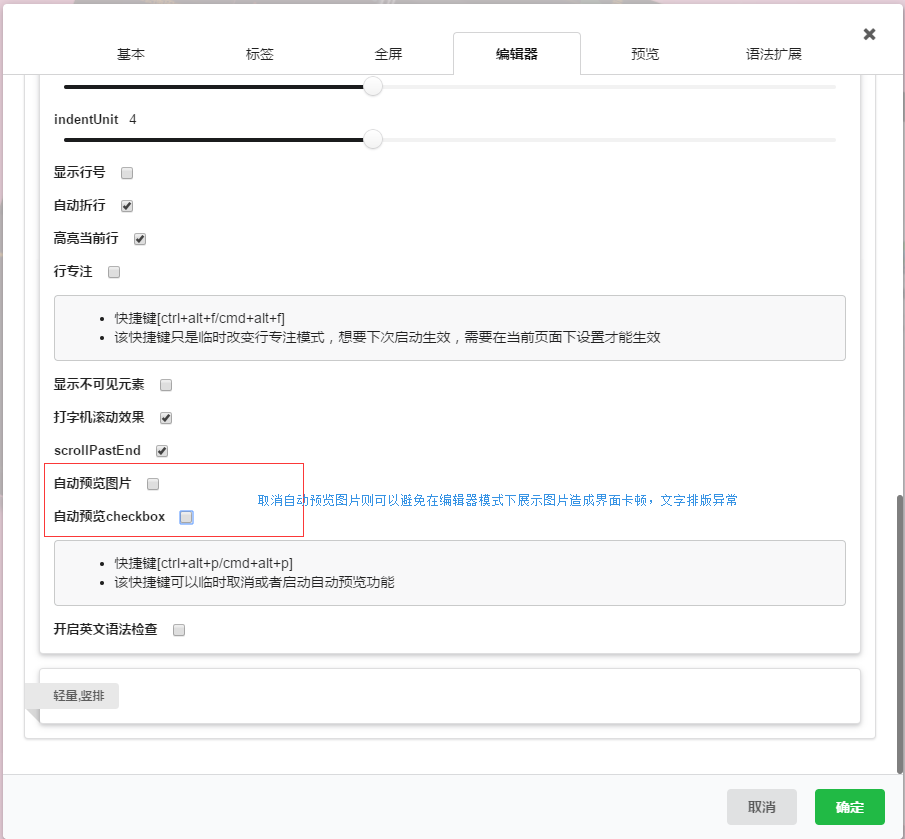 基本 标签 全屏 编辑器 预览 语法扩展
indentUnit 4
显示行号
自动折行
高亮当前行
行专注
快捷键[ctrl+alt+f/cmd+alt+f]
该快捷键只是临时改变行专注模式，想要下次启动生效，需要在当前页面下设置才能生效
显示不可见元素
打字机滚动效果
scrollPastEnd
自动预览图片
取消自动预览图片则可以避免在编辑器模式下展示图片造成界面卡顿，文字排版异常
自动预览checkbox
快捷键[ctrl+alt+p/cmd+alt+p]
该快捷键可以临时取消或者启动自动预览功能
开启英文语法检查
轻量,竖排
取消 确定